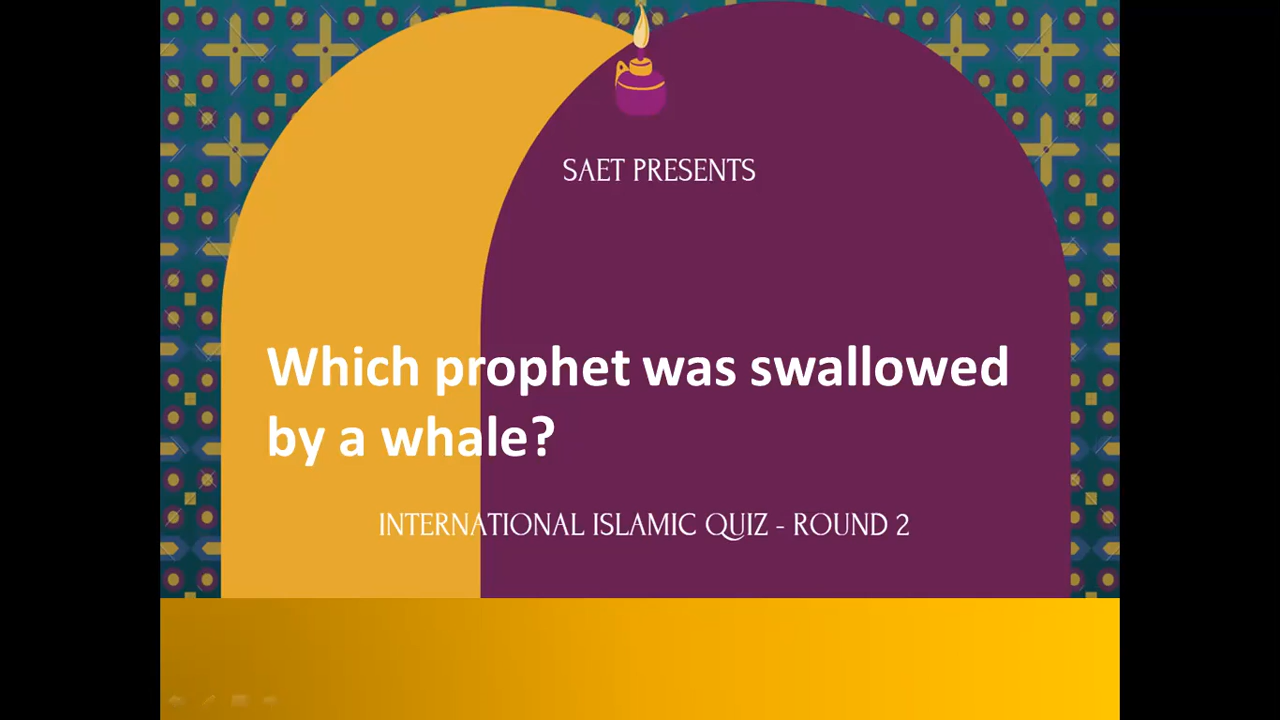 SAET PRESENTS
Which prophet was swallowed
by a whale?
INTERNATIONAL ISLAMIC QUIZ - ROUND 2